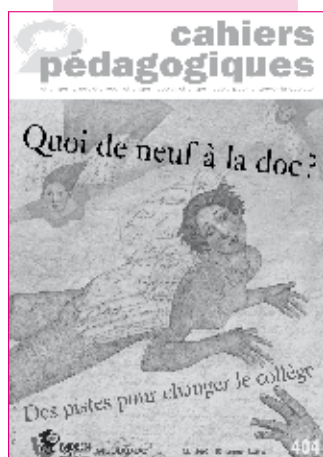 cahiers
pédagogiques
Quoi de neuf à la doc ?
Des pistes pour changer le collège
404